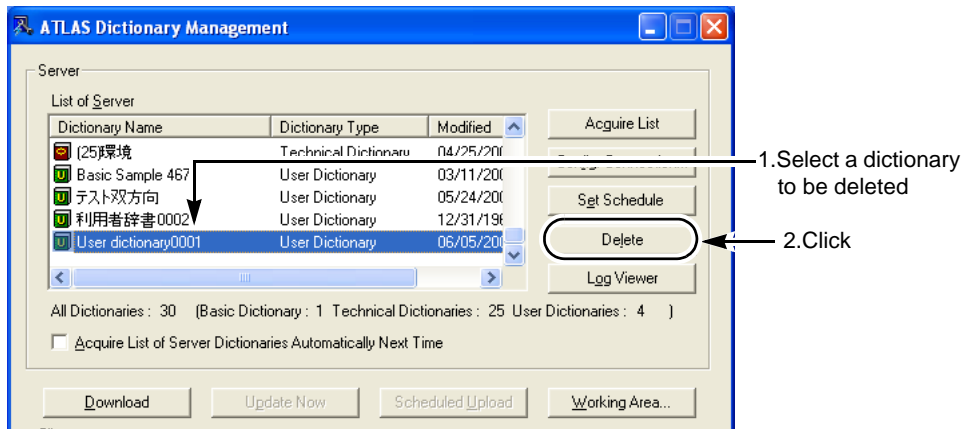 ATLAS Dictionary Management
Server
List of Server
Dictionary Name Dictionary Type Modified
(25)環境 Technical Dictionary 04/25/200
Basic Sample 467 User Dictionary 03/11/200
テスト双方向 User Dictionary 05/24/200
利用者辞書0002 User Dictionary 12/31/196
User dictionary0001 User Dictionary 06/05/200
Acquire List
Set Schedule
Delete
Log Viewer
1.Select a dictionary
to be deleted
2.Click
All Dictionaries : 30 (Basic Dictionary : 1 Technical Dictionaries : 25 User Dictionaries : 4 )
Acquire List of Server Dictionaries Automatically Next Time
Download Update Now Scheduled Upload Working Area...